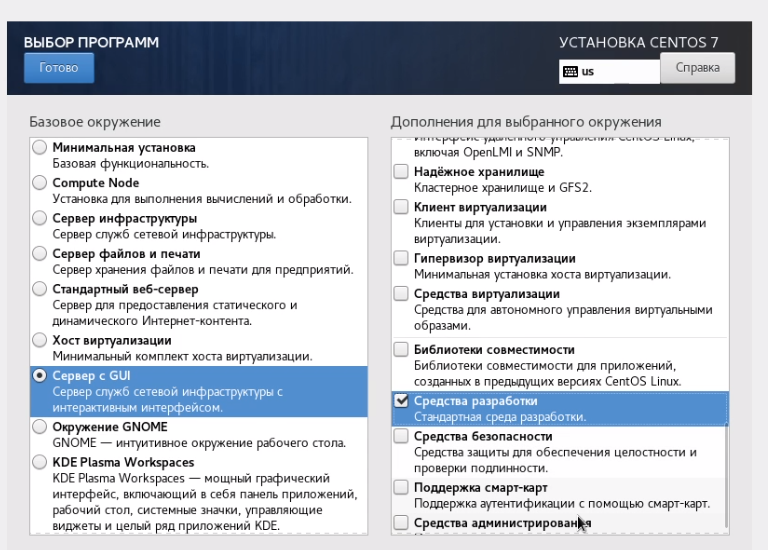 ВЫБОР ПРОГРАММ
Готово
УСТАНОВКА CENTOS 7
us
Справка
Базовое окружение
Минимальная установка
Базовая функциональность.
Compute Node
Установка для выполнения вычислений и обработки.
Сервер инфраструктуры
Сервер служб сетевой инфраструктуры.
Сервер файлов и печати
Сервер хранения файлов и печати для предприятий.
Стандартный веб-сервер
Сервер для предоставления статического и
динамического Интернет-контента.
Хост виртуализации
Минимальный комплект хоста виртуализации.
Сервер с GUI
Сервер служб сетевой инфраструктуры с
интерактивным интерфейсом.
Окружение GNOME
GNOME — интуитивное окружение рабочего стола.
KDE Plasma Workspaces
KDE Plasma Workspaces — мощный графический
интерфейс, включающий в себя панель приложений,
рабочий стол, системные значки, управляющие
виджеты и целый ряд приложений KDE.
Дополнения для выбранного окружения
Интерфейс удаленного управления CentOS Linux,
включая OpenLMI и SNMP.
Надёжное хранилище
Кластерное хранилище и GFS2.
Клиент виртуализации
Клиенты для установки и управления экземплярами
виртуализации.
Гипервизор виртуализации
Минимальная установка хоста виртуализации.
Средства виртуализации
Средства для автономного управления виртуальными
образами.
Библиотеки совместимости
Библиотеки совместимости для приложений,
созданных в предыдущих версиях CentOS Linux.
Средства разработки
Стандартная среда разработки.
Средства безопасности
Средства защиты для обеспечения целостности и
проверки подлинности.
Поддержка смарт-карт
Поддержка аутентификации с помощью смарт-карт.
Средства администрирования